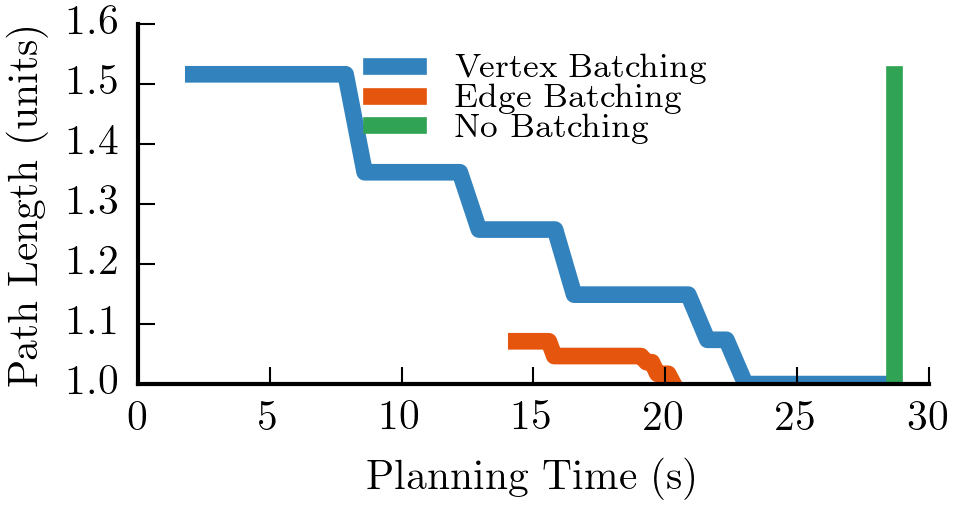 1.6
1.5
1.4
1.3
1.2
1.1
1.0
Path Length (units)
Vertex Batching
Edge Batching
No Batching
0 5 10 15 20 25 30
Planning Time (s)